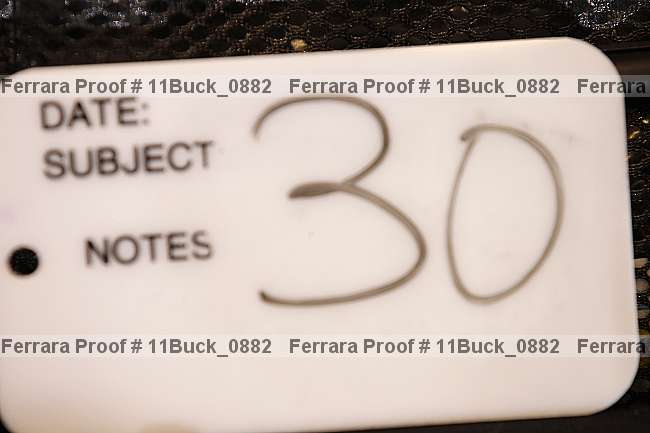 Ferrara Proof # 11Buck_0882 Ferrara Proof # 11Buck_0882 Ferrara
DATE:
SUBJECT
30
NOTES
Ferrara Proof # 11Buck_0882 Ferrara Proof # 11Buck_0882 Ferrara